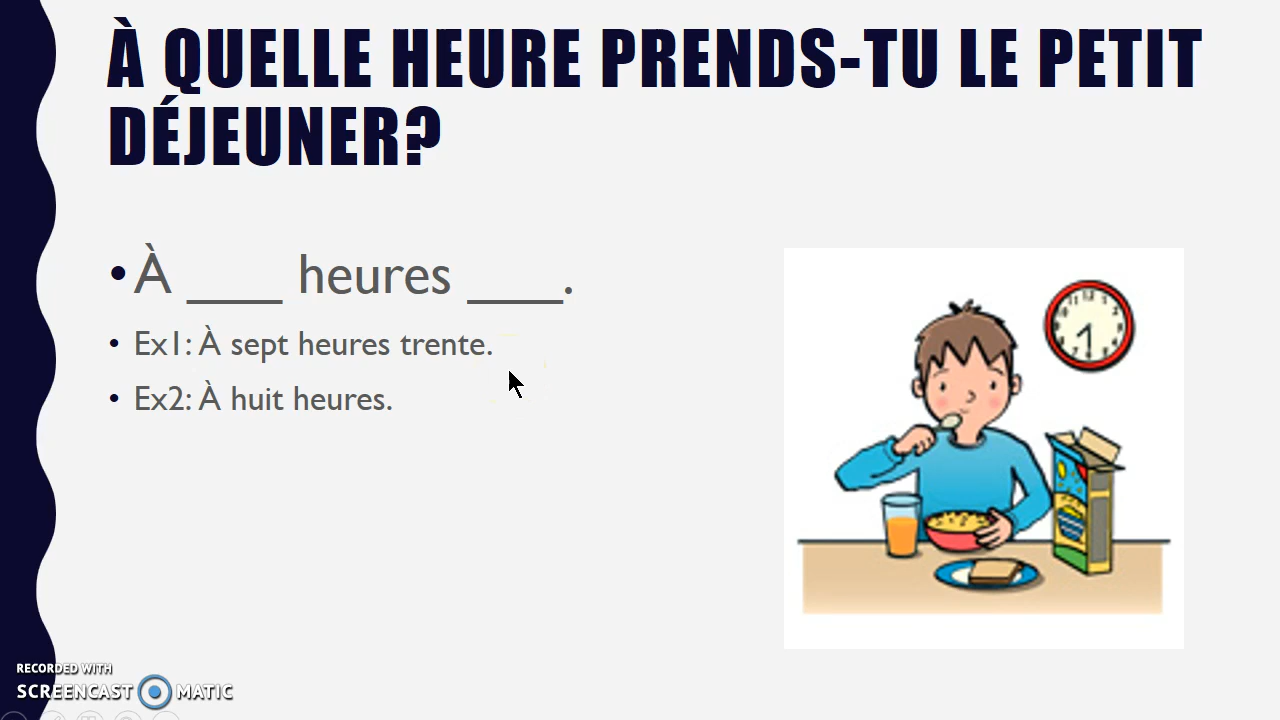 À QUELLE HEURE PRENDS-TU LE PETIT
DÉJEUNER?
• À ____ heures ____.
• Ex1: À sept heures trente.
• Ex2: À huit heures.
12
RECORDED WITH
SCREENCAST MATIC